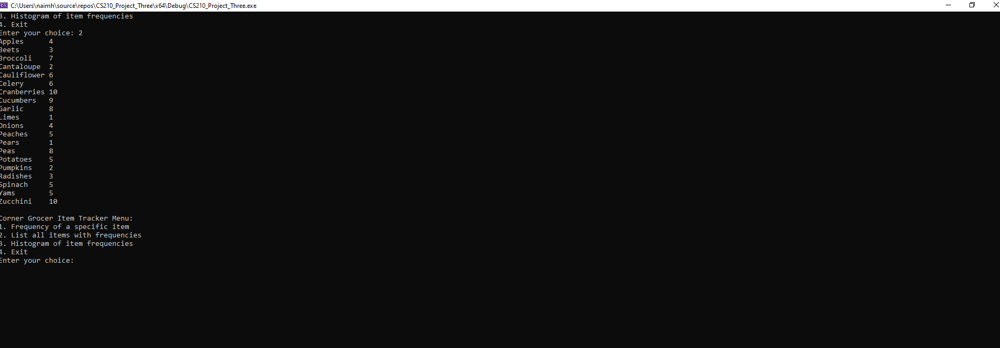 C:\Users\naimh\source\repos\CS210_Project_Three\x64\Debug\CS210_Project_Three.exe
3. Histogram of item frequencies
4. Exit
Enter your choice: 2
Apples      4
Beets       3
Broccoli    7
Cantaloupe  2
Cauliflower 6
Celery      6
Cranberries 10
Cucumbers   9
Garlic      8
Limes       1
Onions      4
Peaches     5
Pears       1
Peas        8
Potatoes    5
Pumpkins    2
Radishes    3
Spinach     5
Yams        5
Zucchini    10
Corner Grocer Item Tracker Menu:
1. Frequency of a specific item
2. List all items with frequencies
3. Histogram of item frequencies
4. Exit
Enter your choice: